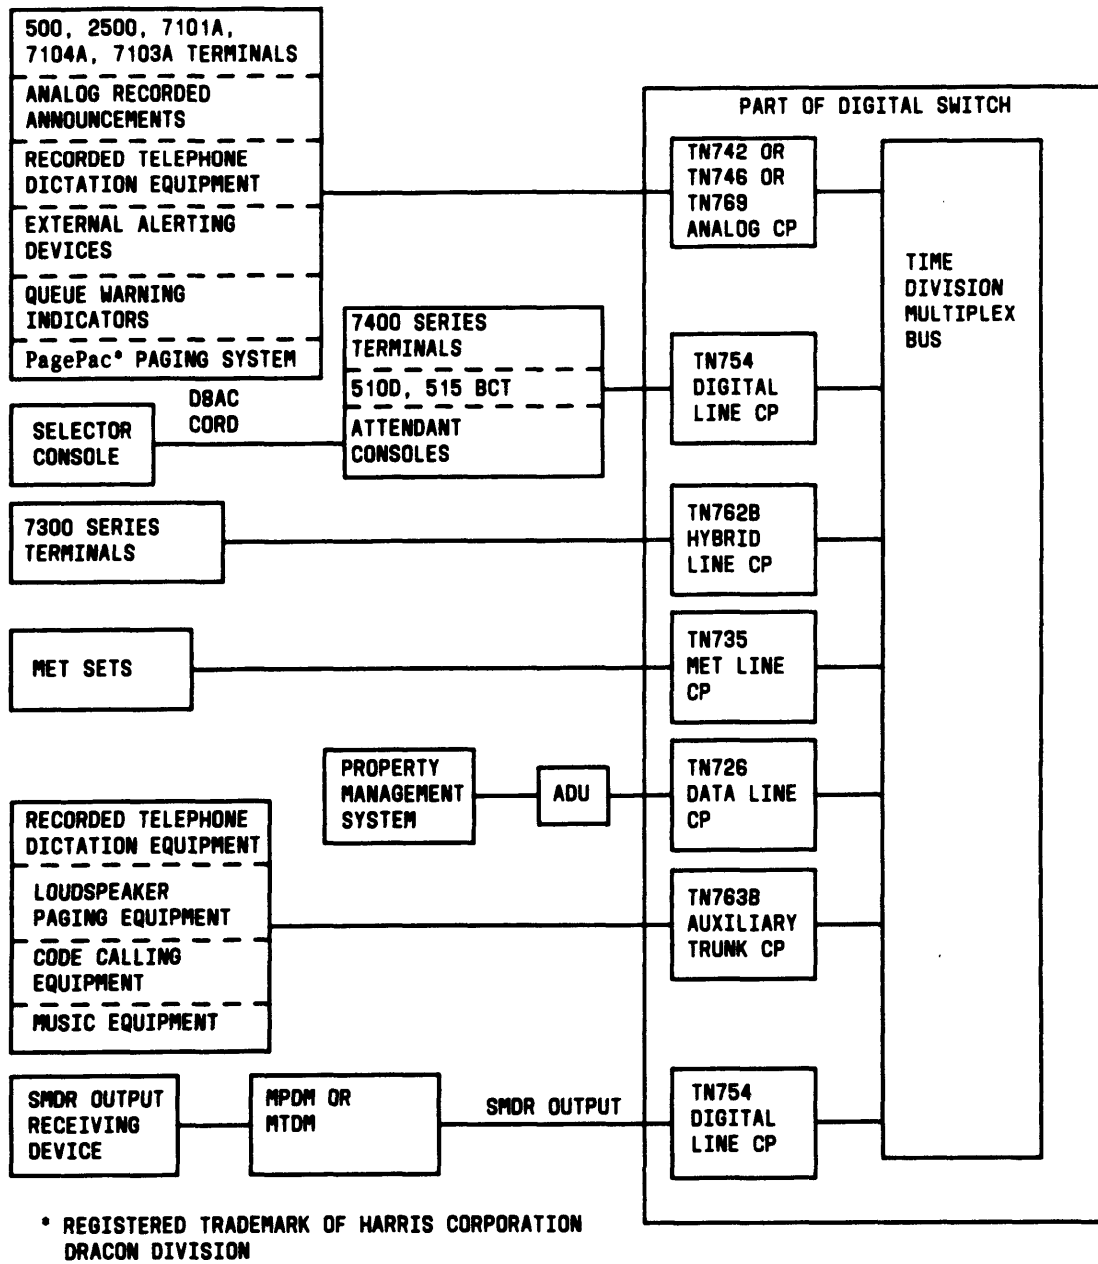 500, 2500, 7101A,
7104A, 7103A TERMINALS
ANALOG RECORDED
ANNOUNCEMENTS
RECORDED TELEPHONE
DICTATION EQUIPMENT
EXTERNAL ALERTING
DEVICES
QUEUE WARNING
INDICATORS
PagePac* PAGING SYSTEM
SELECTOR
CONSOLE
D8AC
CORD
7400 SERIES
TERMINALS
510D, 515 BCT
ATTENDANT
CONSOLES
7300 SERIES
TERMINALS
MET SETS
PROPERTY
MANAGEMENT
SYSTEM
ADU
RECORDED TELEPHONE
DICTATION EQUIPMENT
LOUDSPEAKER
PAGING EQUIPMENT
CODE CALLING
EQUIPMENT
MUSIC EQUIPMENT
SMDR OUTPUT
RECEIVING
DEVICE
MPDM OR
MTDM
SMDR OUTPUT
PART OF DIGITAL SWITCH
TN742 OR
TN746 OR
TN769
ANALOG CP
TN754
DIGITAL
LINE CP
TN762B
HYBRID
LINE CP
TN735
MET LINE
CP
TN726
DATA LINE
CP
TN763B
AUXILIARY
TRUNK CP
TN754
DIGITAL
LINE CP
TIME
DIVISION
MULTIPLEX
BUS
* REGISTERED TRADEMARK OF HARRIS CORPORATION
DRACON DIVISION